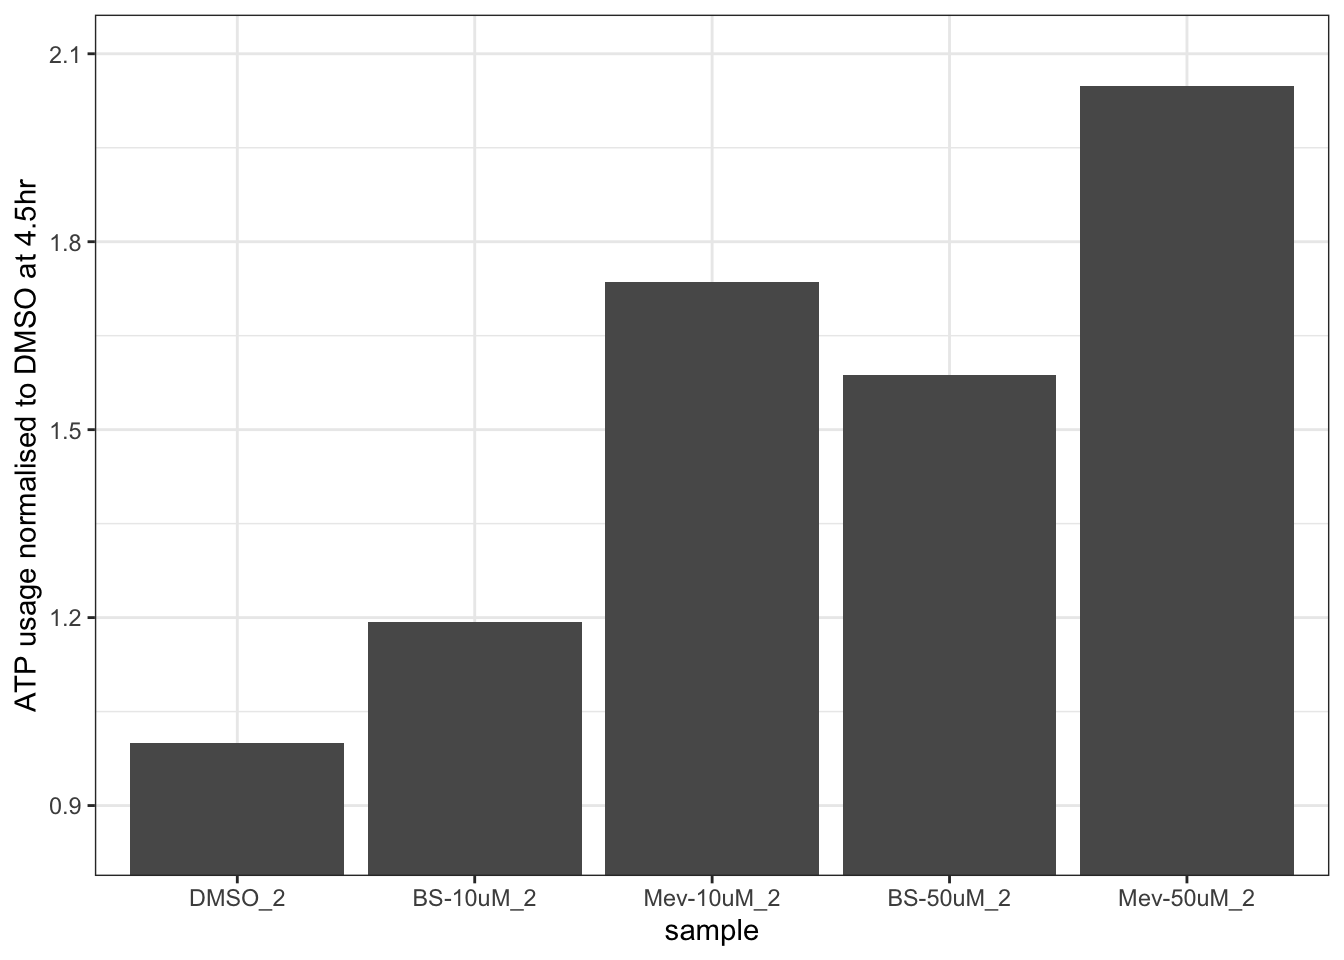 ATP usage normalised to DMSO at 4.5hr
2.1
1.8
1.5
1.2
0.9
DMSO_2 BS-10uM_2 Mev-10uM_2 BS-50uM_2 Mev-50uM_2
sample